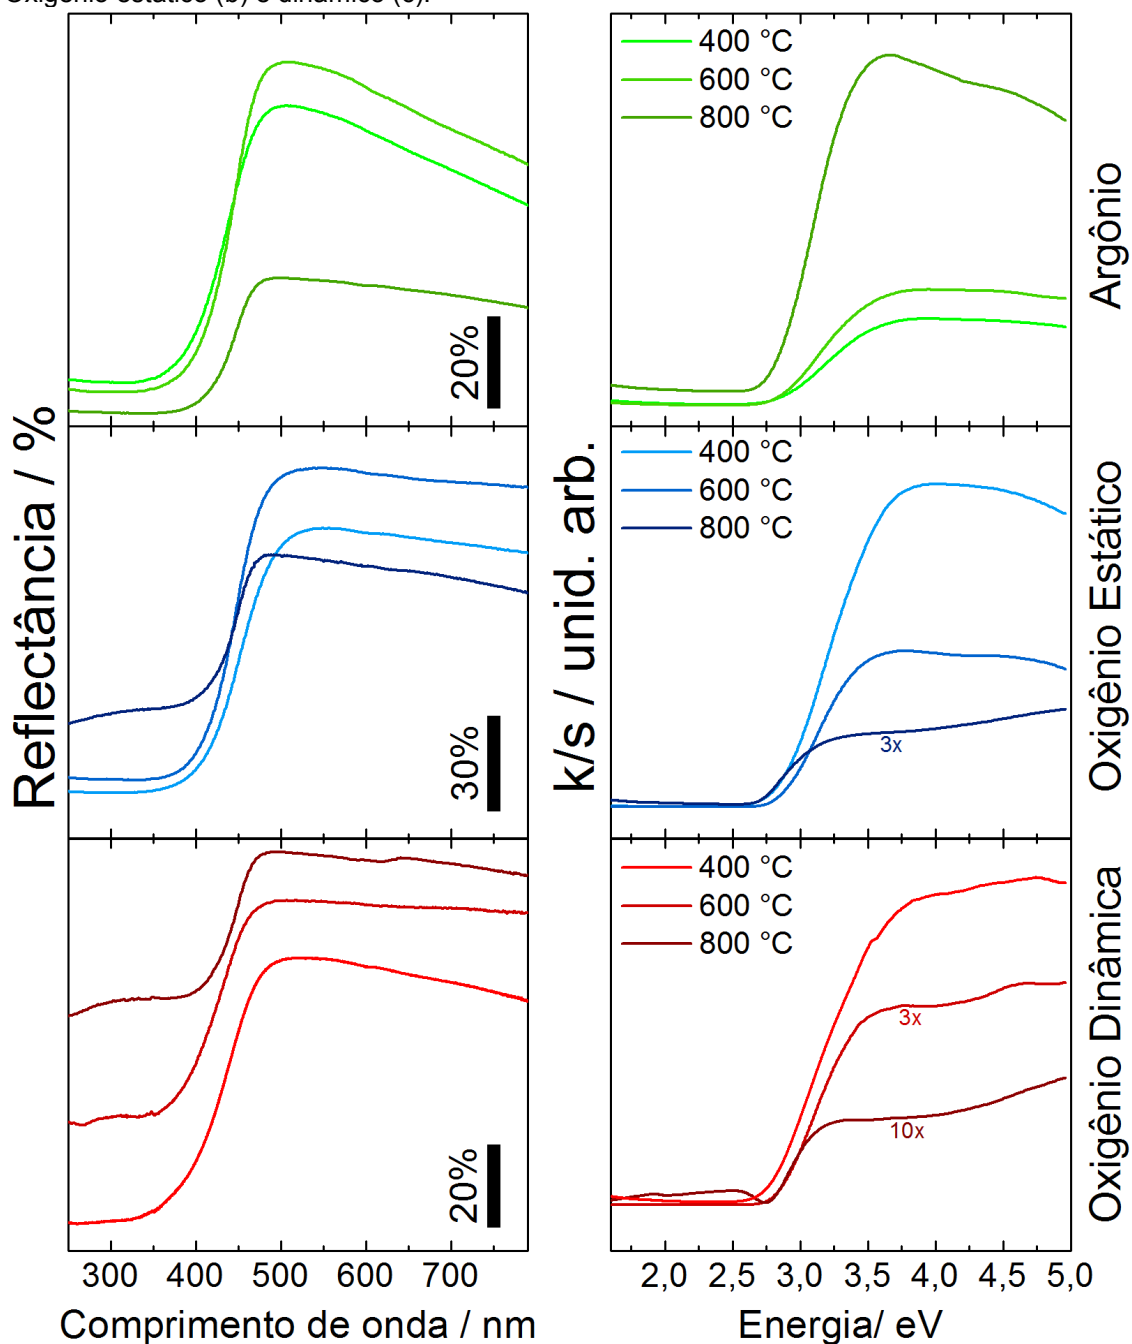 Oxigênio estático (b) e dinâmico (c).
400 °C
600 °C
800 °C
20%
Argônio
Reflectância / %
k/s / unid. arb.
400 °C
600 °C
800 °C
3x
30%
Oxigênio Estático
400 °C
600 °C
800 °C
3x
10x
20%
Oxigênio Dinâmica
300 400 500 600 700
2,0 2,5 3,0 3,5 4,0 4,5 5,0
Comprimento de onda / nm
Energia/ eV